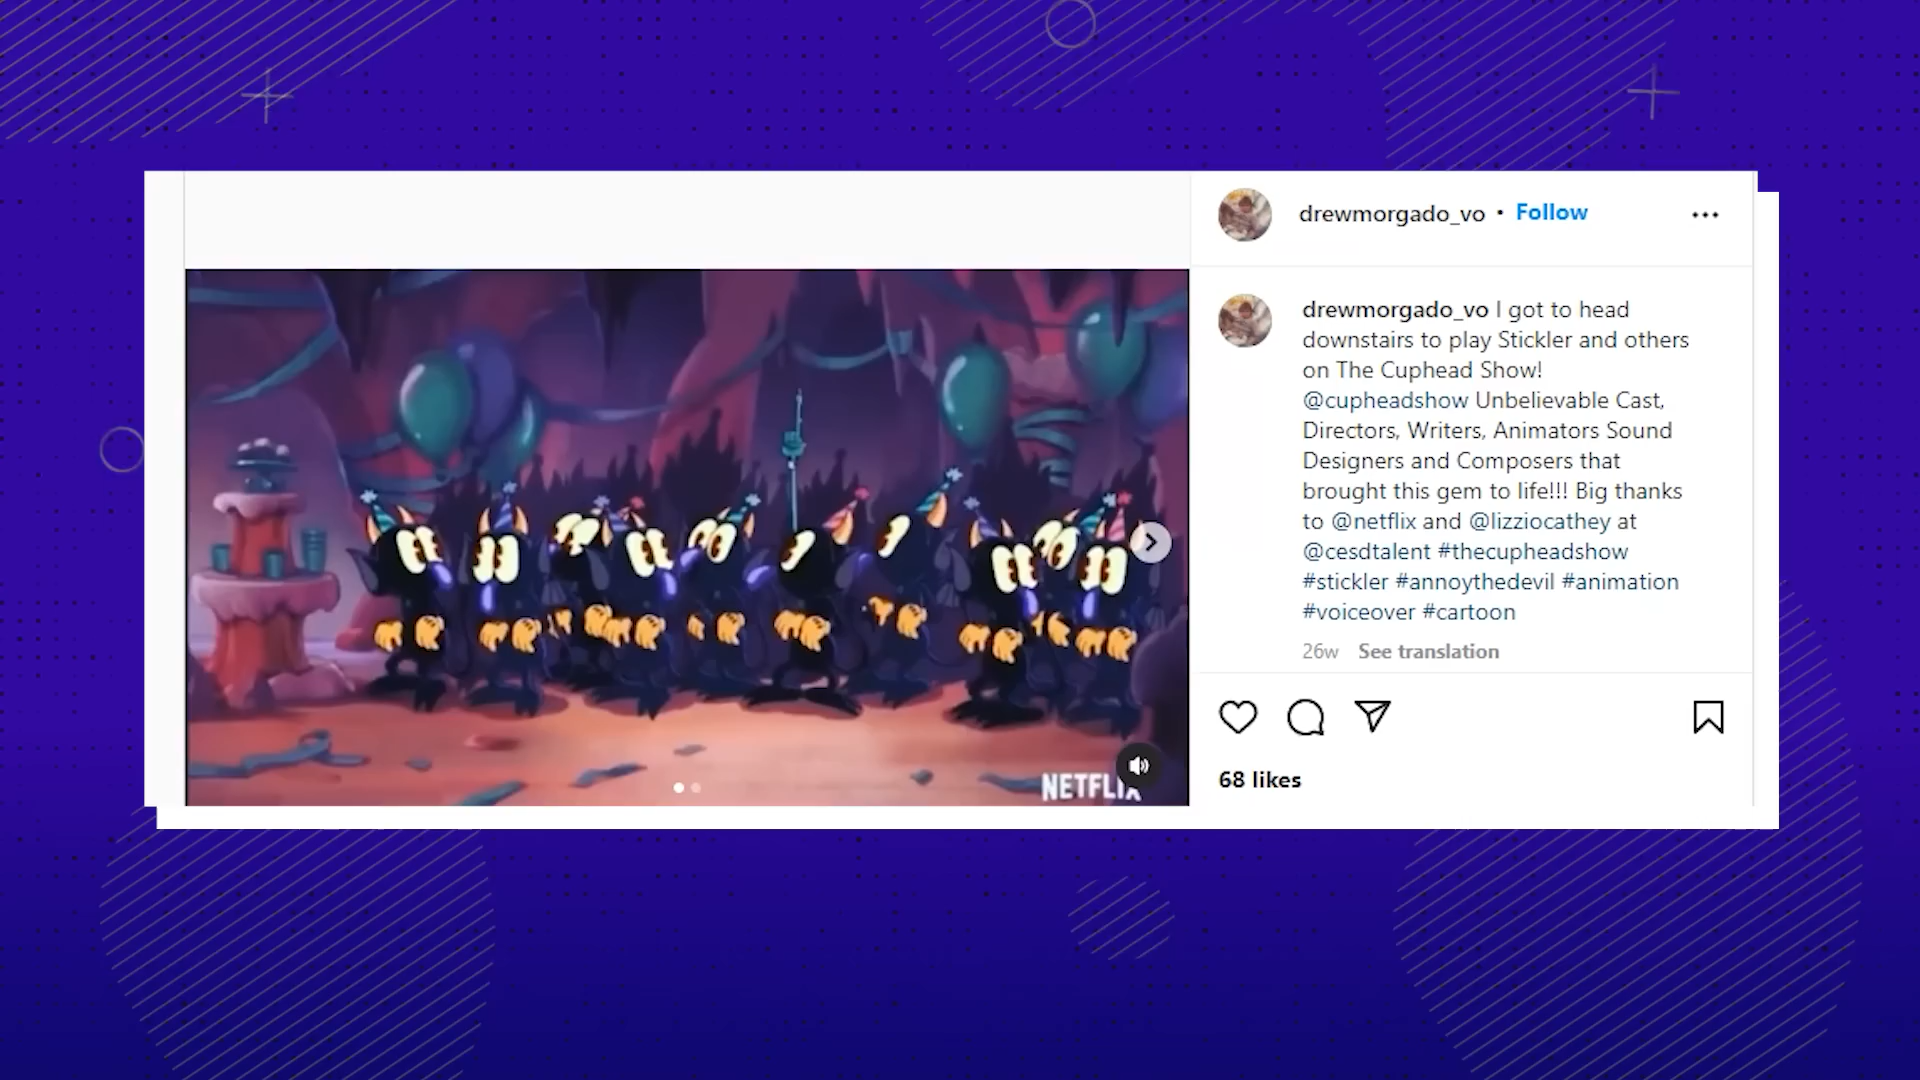 drewmorgado_vo • Follow
drewmorgado_vo I got to head
downstairs to play Stickler and others
on The Cuphead Show!
@cupheadshow Unbelievable Cast,
Directors, Writers, Animators Sound
Designers and Composers that
brought this gem to life!!! Big thanks
to @netflix and @lizziocathey at
@cesdtalent #thecupheadshow
#stickler #annoythedevil #animation
#voiceover #cartoon
26w See translation
68 likes
NETFLIX